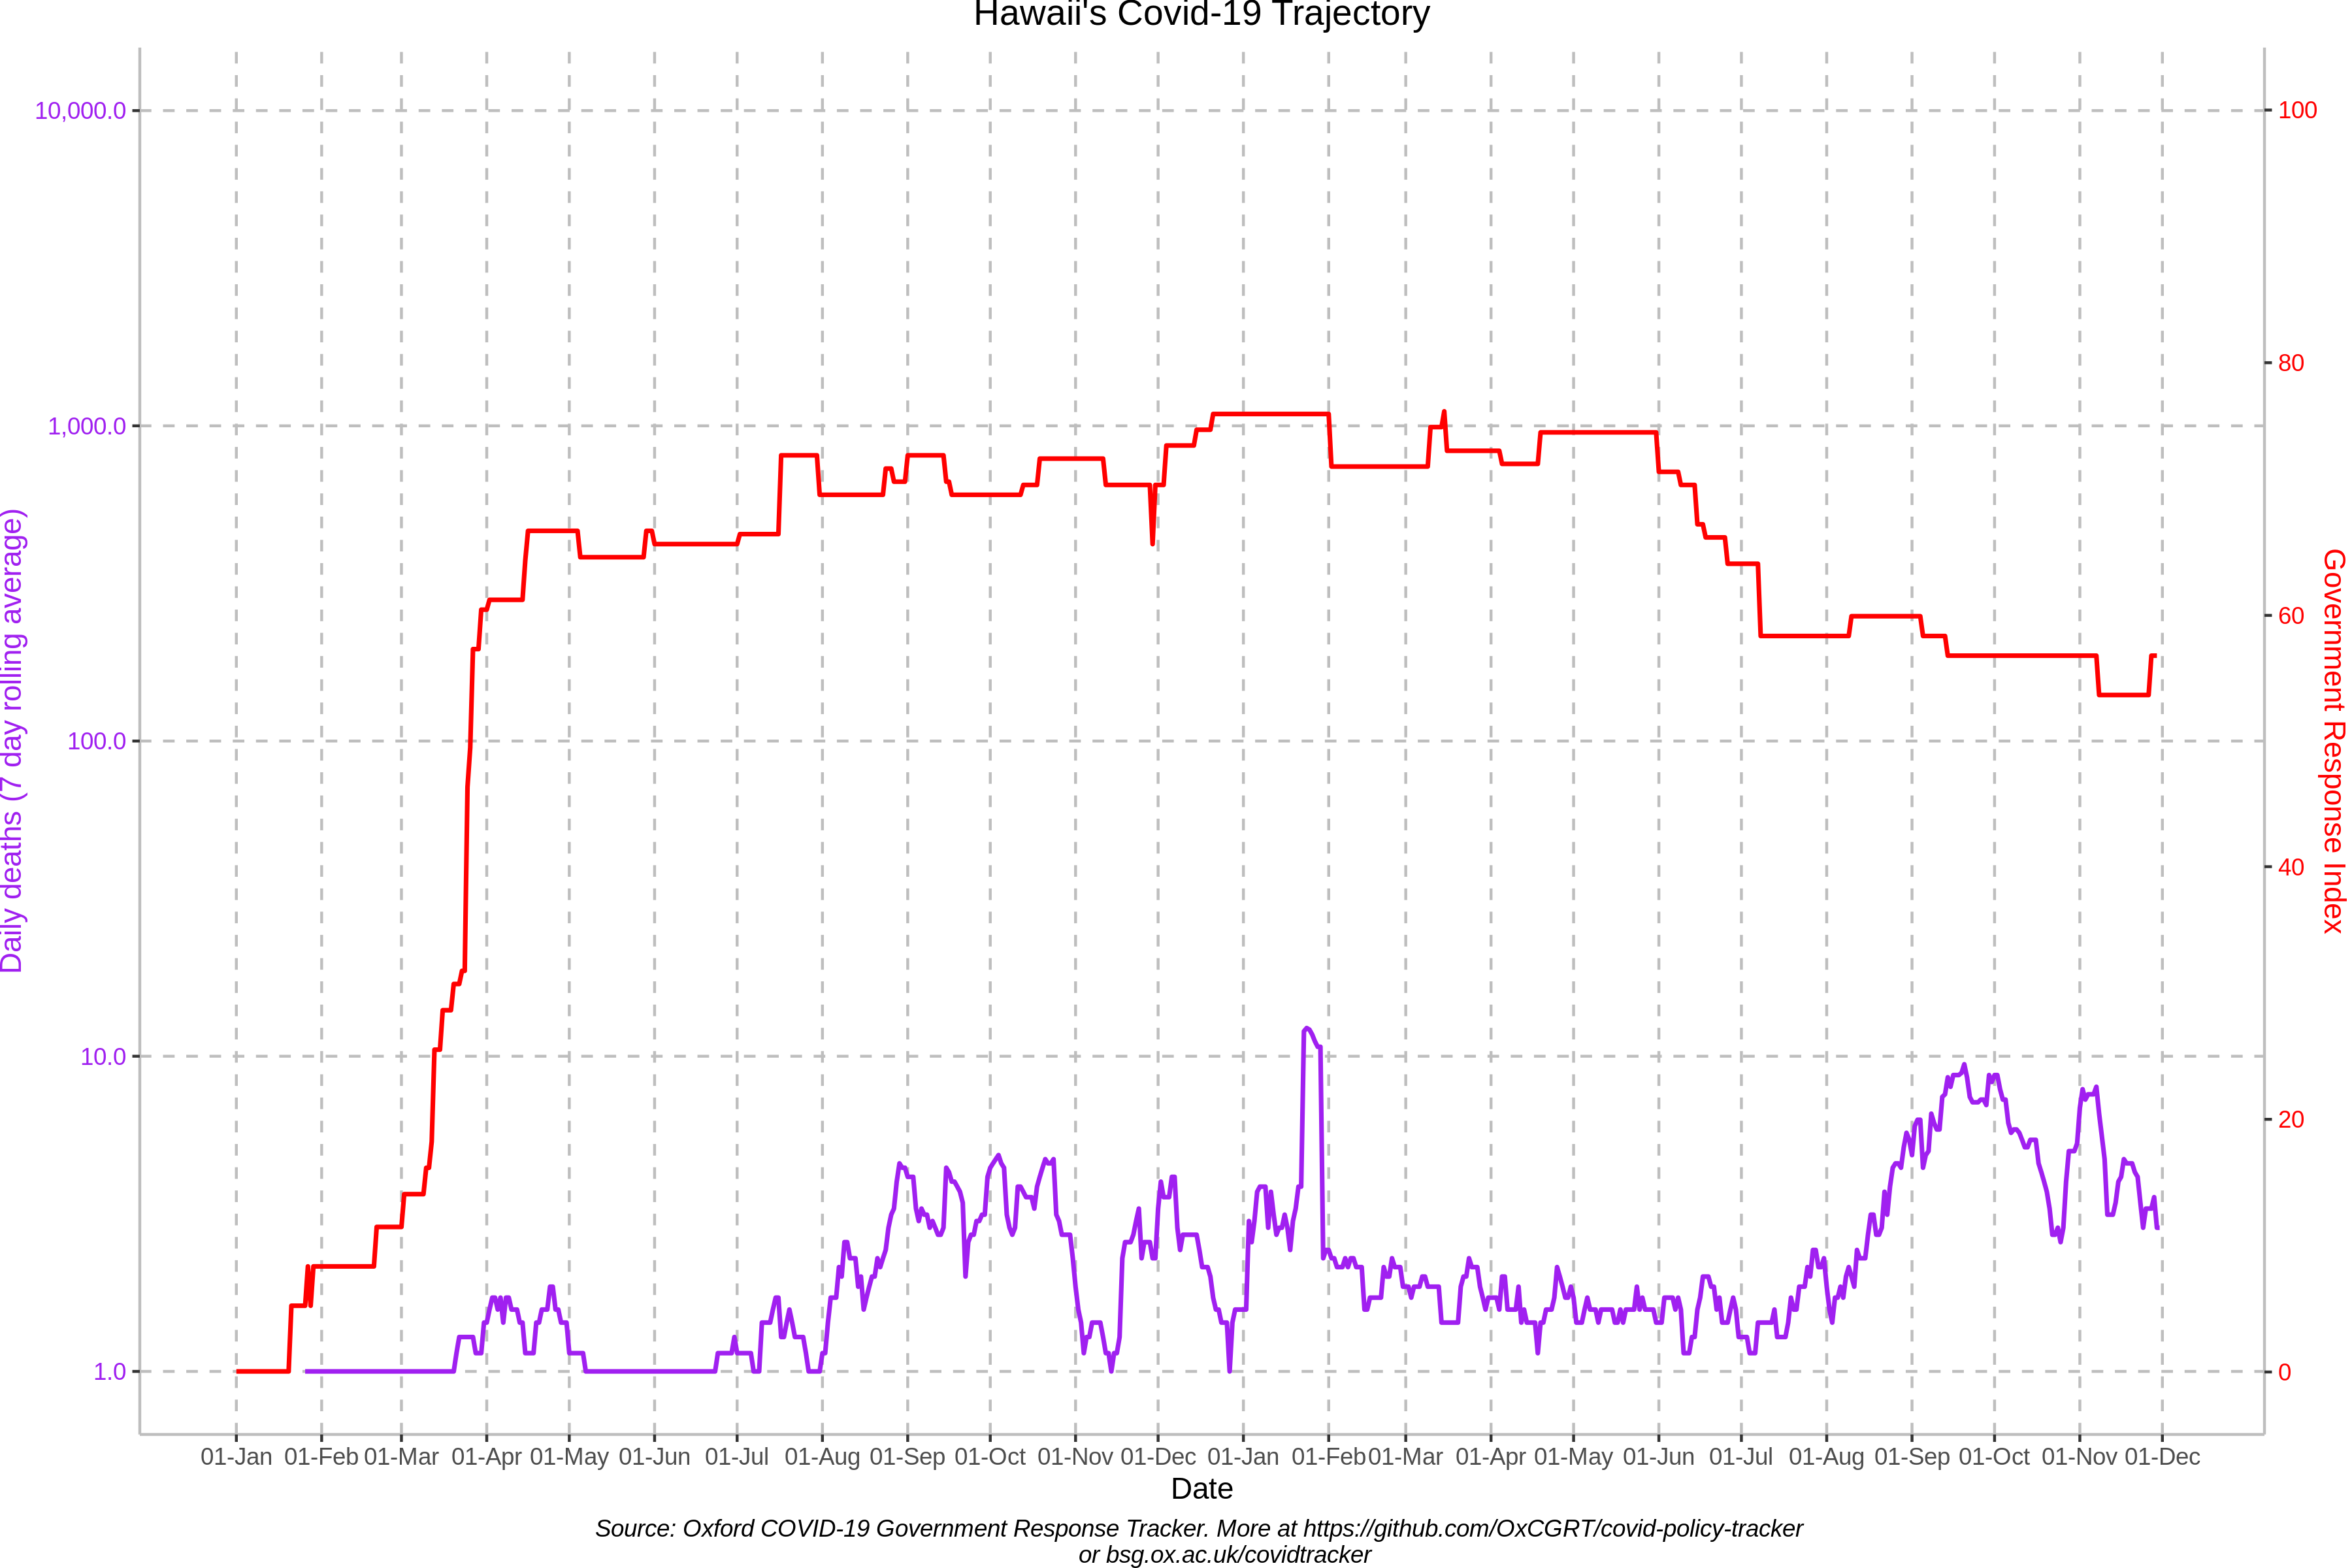 Hawaii's Covid-19 Trajectory
10,000.0
1,000.0
100.0
10.0
1.0
Daily deaths (7 day rolling average)
100
80
60
40
20
0
Government Response Index
01-Jan 01-Feb 01-Mar 01-Apr 01-May 01-Jun 01-Jul 01-Aug 01-Sep 01-Oct 01-Nov 01-Dec 01-Jan 01-Feb 01-Mar 01-Apr 01-May 01-Jun 01-Jul 01-Aug 01-Sep 01-Oct 01-Nov 01-Dec
Date
Source: Oxford COVID-19 Government Response Tracker. More at https://github.com/OxCGRT/covid-policy-tracker
or bsg.ox.ac.uk/covidtracker